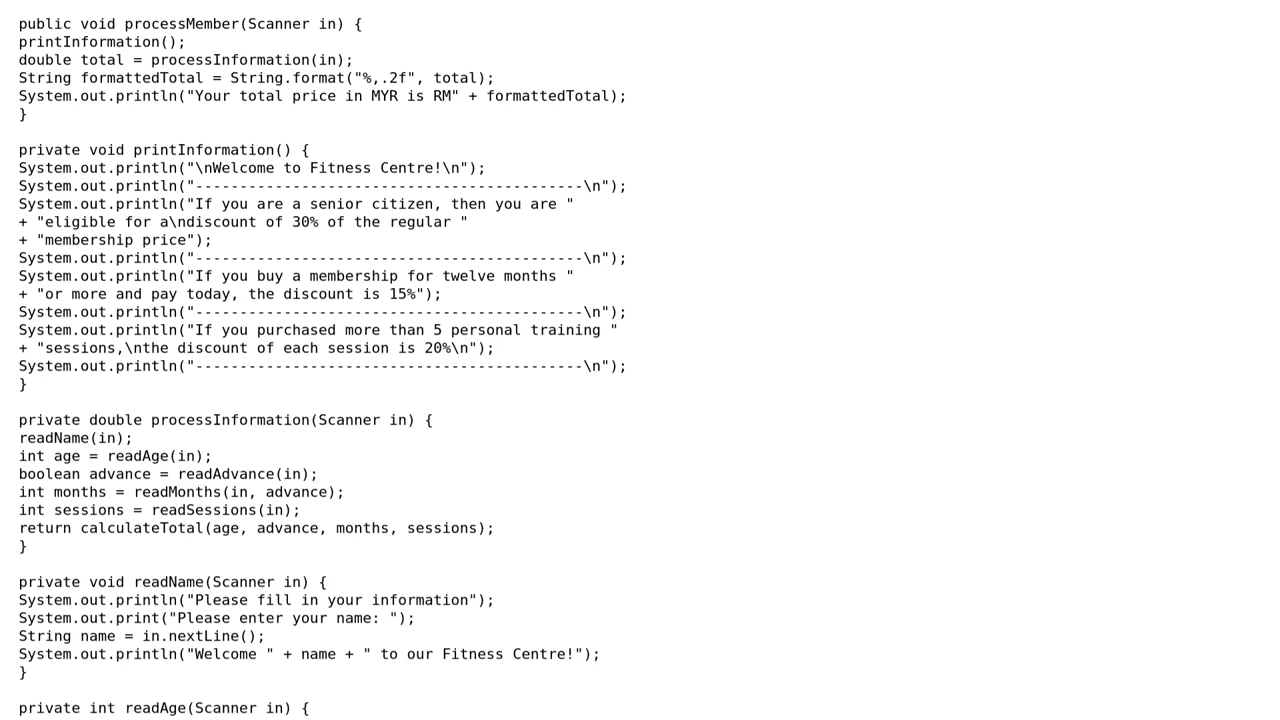 public void processMember(Scanner in) {
printInformation();
double total = processInformation(in);
String formattedTotal = String.format("%,.2f", total);
System.out.println("Your total price in MYR is RM" + formattedTotal);
}

private void printInformation() {
System.out.println("\nWelcome to Fitness Centre!\n");
System.out.println("--------------------------------------------\n");
System.out.println("If you are a senior citizen, then you are "
+ "eligible for a\ndiscount of 30% of the regular "
+ "membership price");
System.out.println("--------------------------------------------\n");
System.out.println("If you buy a membership for twelve months "
+ "or more and pay today, the discount is 15%");
System.out.println("--------------------------------------------\n");
System.out.println("If you purchased more than 5 personal training "
+ "sessions,\nthe discount of each session is 20%\n");
System.out.println("--------------------------------------------\n");
}

private double processInformation(Scanner in) {
readName(in);
int age = readAge(in);
boolean advance = readAdvance(in);
int months = readMonths(in, advance);
int sessions = readSessions(in);
return calculateTotal(age, advance, months, sessions);
}

private void readName(Scanner in) {
System.out.println("Please fill in your information");
System.out.print("Please enter your name: ");
String name = in.nextLine();
System.out.println("Welcome " + name + " to our Fitness Centre!");
}

private int readAge(Scanner in) {